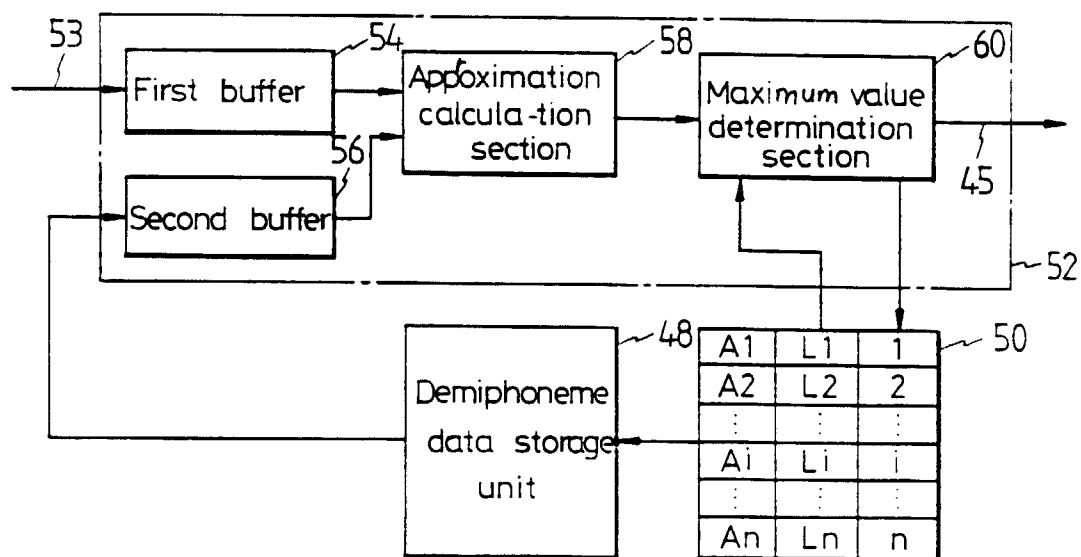 53
54
First buffer
56
Second buffer
58
Approximation
calcula-tion
section
60
Maximum value
determination
section
45
52
48
Demiphoneme
data storage
unit
50
A1 L1 1
A2 L2 2
⋮ ⋮ ⋮
Ai Li i
⋮ ⋮ ⋮
An Ln n